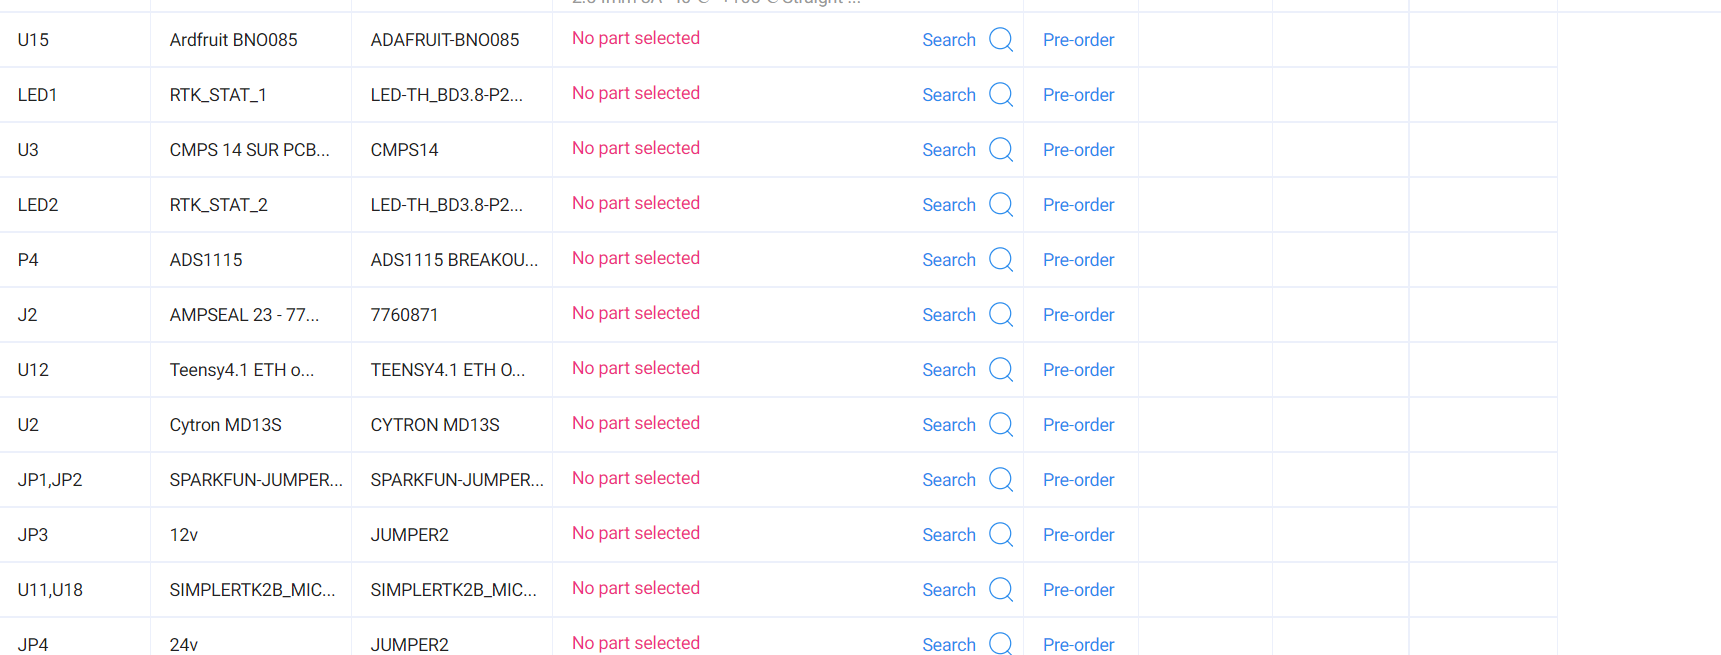 U15 Ardfruit BNO085 ADAFRUIT-BNO085 No part selected Search Pre-order
LED1 RTK_STAT_1 LED-TH_BD3.8-P2... No part selected Search Pre-order
U3 CMPS 14 SUR PCB... CMPS14 No part selected Search Pre-order
LED2 RTK_STAT_2 LED-TH_BD3.8-P2... No part selected Search Pre-order
P4 ADS1115 ADS1115 BREAKOU... No part selected Search Pre-order
J2 AMPSEAL 23 - 77... 7760871 No part selected Search Pre-order
U12 Teensy4.1 ETH o... TEENSY4.1 ETH O... No part selected Search Pre-order
U2 Cytron MD13S CYTRON MD13S No part selected Search Pre-order
JP1,JP2 SPARKFUN-JUMPER... SPARKFUN-JUMPER... No part selected Search Pre-order
JP3 12v JUMPER2 No part selected Search Pre-order
U11,U18 SIMPLERTK2B_MIC... SIMPLERTK2B_MIC... No part selected Search Pre-order
JP4 24v JUMPER2 No part selected Search Pre-order